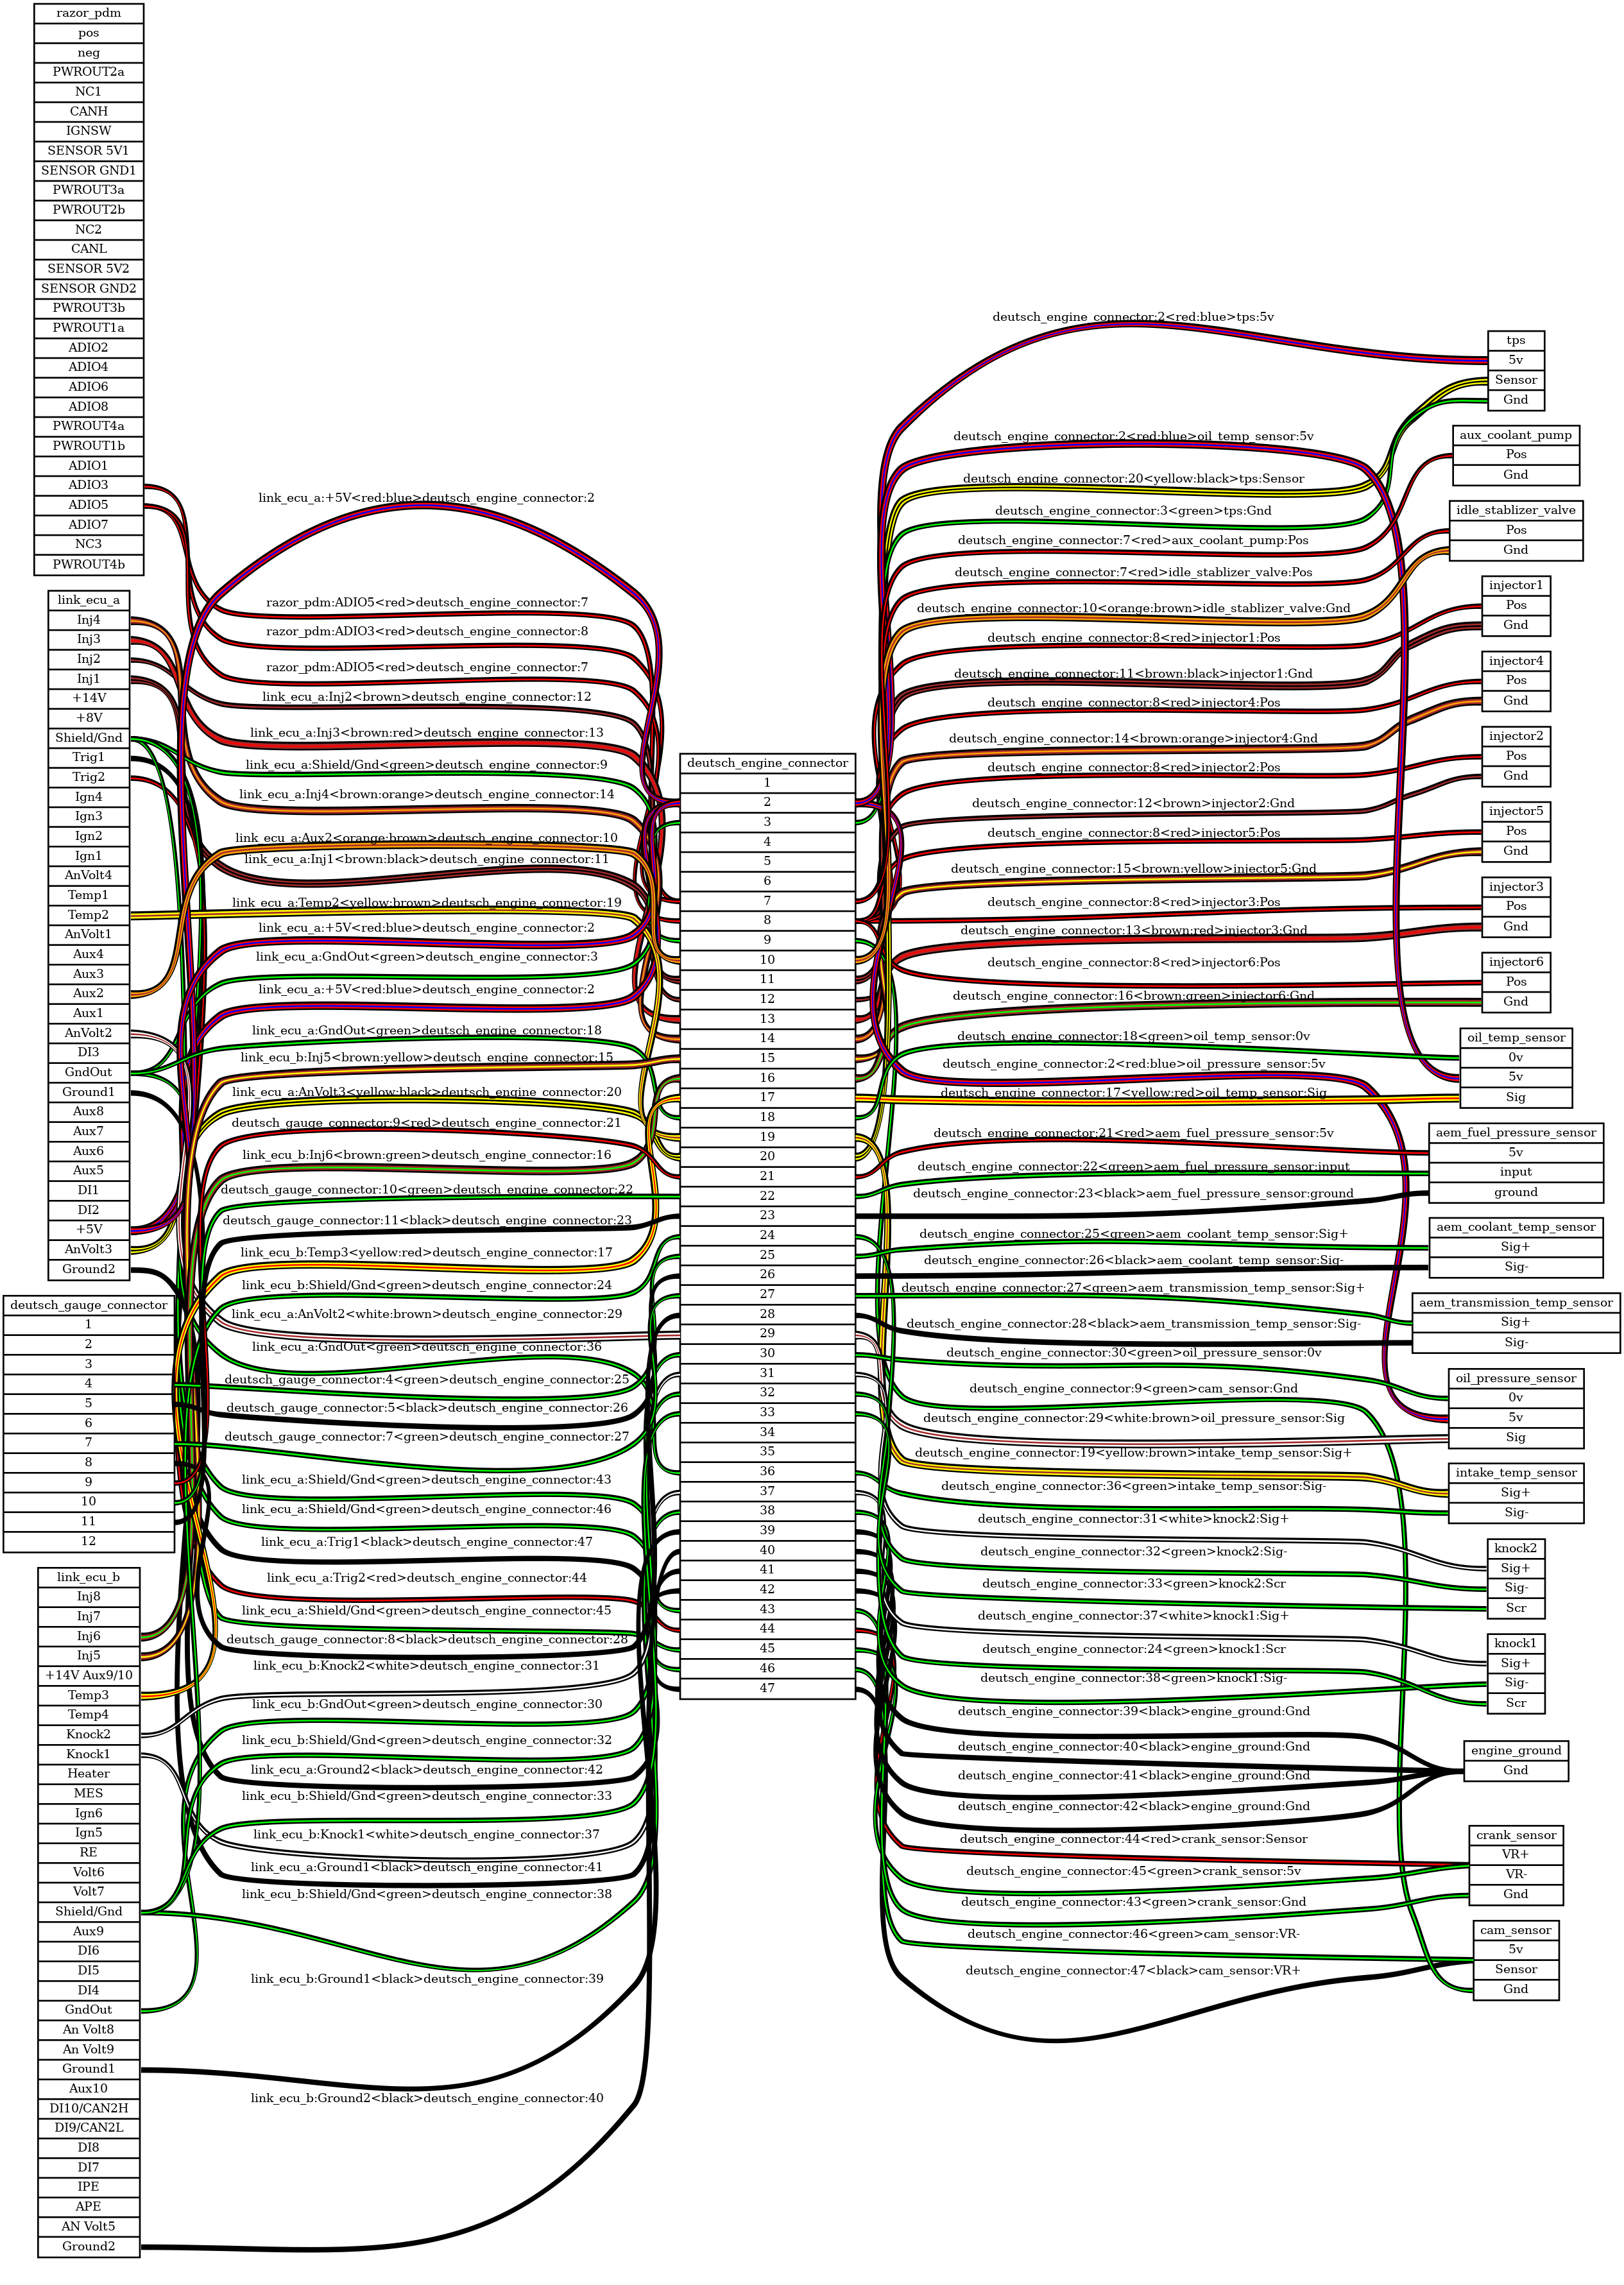 razor_pdm
pos
neg
PWROUT2a
NC1
CANH
IGNSW
SENSOR 5V1
SENSOR GND1
PWROUT3a
PWROUT2b
NC2
CANL
SENSOR 5V2
SENSOR GND2
PWROUT3b
PWROUT1a
ADIO2
ADIO4
ADIO6
ADIO8
PWROUT4a
PWROUT1b
ADIO1
ADIO3
ADIO5
ADIO7
NC3
PWROUT4b
link_ecu_a
Inj4
Inj3
Inj2
Inj1
+14V
+8V
Shield/Gnd
Trig1
Trig2
Ign4
Ign3
Ign2
Ign1
AnVolt4
Temp1
Temp2
AnVolt1
Aux4
Aux3
Aux2
Aux1
AnVolt2
DI3
GndOut
Ground1
Aux8
Aux7
Aux6
Aux5
DI1
DI2
+5V
AnVolt3
Ground2
deutsch_gauge_connector
1
2
3
4
5
6
7
8
9
10
11
12
link_ecu_b
Inj8
Inj7
Inj6
Inj5
+14V Aux9/10
Temp3
Temp4
Knock2
Knock1
Heater
MES
Ign6
Ign5
RE
Volt6
Volt7
Shield/Gnd
Aux9
DI6
DI5
DI4
GndOut
An Volt8
An Volt9
Ground1
Aux10
DI10/CAN2H
DI9/CAN2L
DI8
DI7
IPE
APE
AN Volt5
Ground2
link_ecu_a:+5V<red:blue>deutsch_engine_connector:2
razor_pdm:ADIO5<red>deutsch_engine_connector:7
razor_pdm:ADIO3<red>deutsch_engine_connector:8
razor_pdm:ADIO5<red>deutsch_engine_connector:7
link_ecu_a:Inj2<brown>deutsch_engine_connector:12
link_ecu_a:Inj3<brown:red>deutsch_engine_connector:13
link_ecu_a:Shield/Gnd<green>deutsch_engine_connector:9
link_ecu_a:Inj4<brown:orange>deutsch_engine_connector:14
link_ecu_a:Aux2<orange:brown>deutsch_engine_connector:10
link_ecu_a:Inj1<brown:black>deutsch_engine_connector:11
link_ecu_a:Temp2<yellow:brown>deutsch_engine_connector:19
link_ecu_a:+5V<red:blue>deutsch_engine_connector:2
link_ecu_a:GndOut<green>deutsch_engine_connector:3
link_ecu_a:+5V<red:blue>deutsch_engine_connector:2
link_ecu_a:GndOut<green>deutsch_engine_connector:18
link_ecu_b:Inj5<brown:yellow>deutsch_engine_connector:15
link_ecu_a:AnVolt3<yellow:black>deutsch_engine_connector:20
deutsch_gauge_connector:9<red>deutsch_engine_connector:21
link_ecu_b:Inj6<brown:green>deutsch_engine_connector:16
deutsch_gauge_connector:10<green>deutsch_engine_connector:22
deutsch_gauge_connector:11<black>deutsch_engine_connector:23
link_ecu_b:Temp3<yellow:red>deutsch_engine_connector:17
link_ecu_b:Shield/Gnd<green>deutsch_engine_connector:24
link_ecu_a:AnVolt2<white:brown>deutsch_engine_connector:29
link_ecu_a:GndOut<green>deutsch_engine_connector:36
deutsch_gauge_connector:4<green>deutsch_engine_connector:25
deutsch_gauge_connector:5<black>deutsch_engine_connector:26
deutsch_gauge_connector:7<green>deutsch_engine_connector:27
link_ecu_a:Shield/Gnd<green>deutsch_engine_connector:43
link_ecu_a:Shield/Gnd<green>deutsch_engine_connector:46
link_ecu_a:Trig1<black>deutsch_engine_connector:47
link_ecu_a:Trig2<red>deutsch_engine_connector:44
link_ecu_a:Shield/Gnd<green>deutsch_engine_connector:45
deutsch_gauge_connector:8<black>deutsch_engine_connector:28
link_ecu_b:Knock2<white>deutsch_engine_connector:31
link_ecu_b:GndOut<green>deutsch_engine_connector:30
link_ecu_b:Shield/Gnd<green>deutsch_engine_connector:32
link_ecu_a:Ground2<black>deutsch_engine_connector:42
link_ecu_b:Shield/Gnd<green>deutsch_engine_connector:33
link_ecu_b:Knock1<white>deutsch_engine_connector:37
link_ecu_a:Ground1<black>deutsch_engine_connector:41
link_ecu_b:Shield/Gnd<green>deutsch_engine_connector:38
link_ecu_b:Ground1<black>deutsch_engine_connector:39
link_ecu_b:Ground2<black>deutsch_engine_connector:40
deutsch_engine_connector
1
2
3
4
5
6
7
8
9
10
11
12
13
14
15
16
17
18
19
20
21
22
23
24
25
26
27
28
29
30
31
32
33
34
35
36
37
38
39
40
41
42
43
44
45
46
47
deutsch_engine_connector:2<red:blue>tps:5v
deutsch_engine_connector:2<red:blue>oil_temp_sensor:5v
deutsch_engine_connector:20<yellow:black>tps:Sensor
deutsch_engine_connector:3<green>tps:Gnd
deutsch_engine_connector:7<red>aux_coolant_pump:Pos
deutsch_engine_connector:7<red>idle_stablizer_valve:Pos
deutsch_engine_connector:10<orange:brown>idle_stablizer_valve:Gnd
deutsch_engine_connector:8<red>injector1:Pos
deutsch_engine_connector:11<brown:black>injector1:Gnd
deutsch_engine_connector:8<red>injector4:Pos
deutsch_engine_connector:14<brown:orange>injector4:Gnd
deutsch_engine_connector:8<red>injector2:Pos
deutsch_engine_connector:12<brown>injector2:Gnd
deutsch_engine_connector:8<red>injector5:Pos
deutsch_engine_connector:15<brown:yellow>injector5:Gnd
deutsch_engine_connector:8<red>injector3:Pos
deutsch_engine_connector:13<brown:red>injector3:Gnd
deutsch_engine_connector:8<red>injector6:Pos
deutsch_engine_connector:16<brown:green>injector6:Gnd
deutsch_engine_connector:18<green>oil_temp_sensor:0v
deutsch_engine_connector:2<red:blue>oil_pressure_sensor:5v
deutsch_engine_connector:17<yellow:red>oil_temp_sensor:Sig
deutsch_engine_connector:21<red>aem_fuel_pressure_sensor:5v
deutsch_engine_connector:22<green>aem_fuel_pressure_sensor:input
deutsch_engine_connector:23<black>aem_fuel_pressure_sensor:ground
deutsch_engine_connector:25<green>aem_coolant_temp_sensor:Sig+
deutsch_engine_connector:26<black>aem_coolant_temp_sensor:Sig-
deutsch_engine_connector:27<green>aem_transmission_temp_sensor:Sig+
deutsch_engine_connector:28<black>aem_transmission_temp_sensor:Sig-
deutsch_engine_connector:30<green>oil_pressure_sensor:0v
deutsch_engine_connector:9<green>cam_sensor:Gnd
deutsch_engine_connector:29<white:brown>oil_pressure_sensor:Sig
deutsch_engine_connector:19<yellow:brown>intake_temp_sensor:Sig+
deutsch_engine_connector:36<green>intake_temp_sensor:Sig-
deutsch_engine_connector:31<white>knock2:Sig+
deutsch_engine_connector:32<green>knock2:Sig-
deutsch_engine_connector:33<green>knock2:Scr
deutsch_engine_connector:37<white>knock1:Sig+
deutsch_engine_connector:24<green>knock1:Scr
deutsch_engine_connector:38<green>knock1:Sig-
deutsch_engine_connector:39<black>engine_ground:Gnd
deutsch_engine_connector:40<black>engine_ground:Gnd
deutsch_engine_connector:41<black>engine_ground:Gnd
deutsch_engine_connector:42<black>engine_ground:Gnd
deutsch_engine_connector:44<red>crank_sensor:Sensor
deutsch_engine_connector:45<green>crank_sensor:5v
deutsch_engine_connector:43<green>crank_sensor:Gnd
deutsch_engine_connector:46<green>cam_sensor:VR-
deutsch_engine_connector:47<black>cam_sensor:VR+
tps
5v
Sensor
Gnd
aux_coolant_pump
Pos
Gnd
idle_stablizer_valve
Pos
Gnd
injector1
Pos
Gnd
injector4
Pos
Gnd
injector2
Pos
Gnd
injector5
Pos
Gnd
injector3
Pos
Gnd
injector6
Pos
Gnd
oil_temp_sensor
0v
5v
Sig
aem_fuel_pressure_sensor
5v
input
ground
aem_coolant_temp_sensor
Sig+
Sig-
aem_transmission_temp_sensor
Sig+
Sig-
oil_pressure_sensor
0v
5v
Sig
intake_temp_sensor
Sig+
Sig-
knock2
Sig+
Sig-
Scr
knock1
Sig+
Sig-
Scr
engine_ground
Gnd
crank_sensor
VR+
VR-
Gnd
cam_sensor
5v
Sensor
Gnd